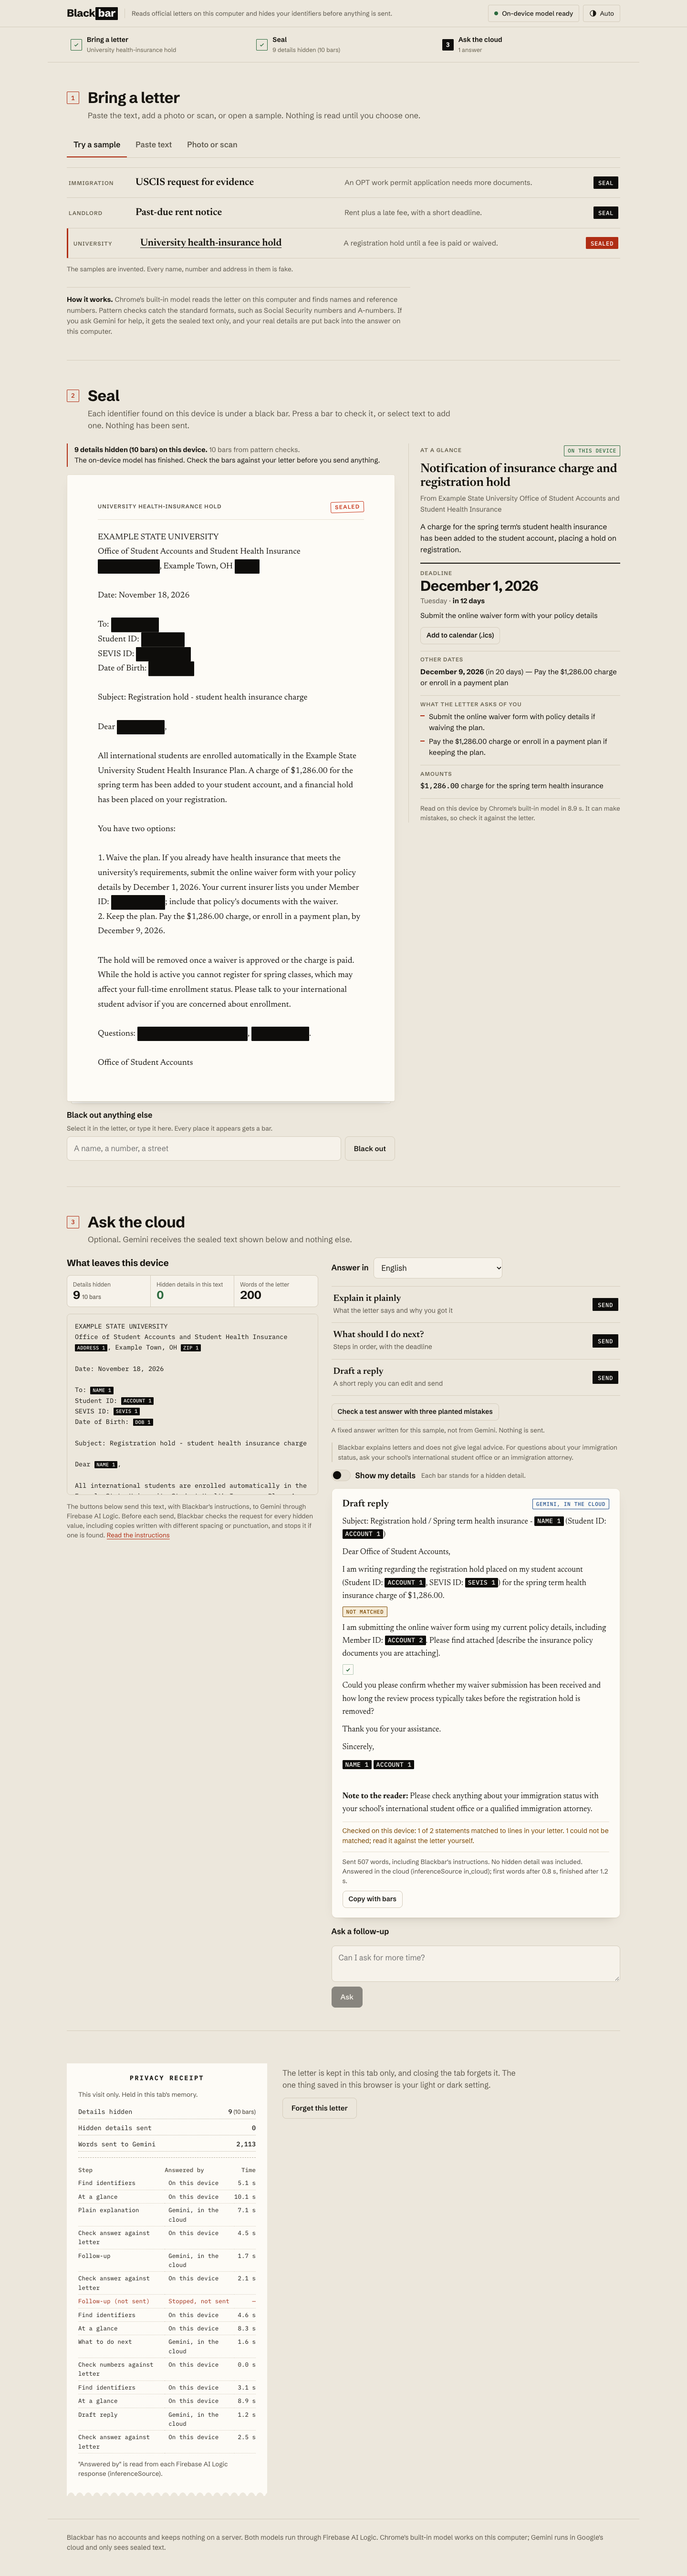 Blackbar
Reads official letters on this computer and hides your identifiers before anything is sent.
On-device model ready
Auto
Bring a letter
University health-insurance hold
Seal
9 details hidden (10 bars)
3
Ask the cloud
1 answer
1
Bring a letter
Paste the text, add a photo or scan, or open a sample. Nothing is read until you choose one.
Try a sample
Paste text
Photo or scan
IMMIGRATION
USCIS request for evidence
An OPT work permit application needs more documents.
SEAL
LANDLORD
Past-due rent notice
Rent plus a late fee, with a short deadline.
SEAL
UNIVERSITY
University health-insurance hold
A registration hold until a fee is paid or waived.
SEALED
The samples are invented. Every name, number and address in them is fake.
How it works. Chrome's built-in model reads the letter on this computer and finds names and reference
numbers. Pattern checks catch the standard formats, such as Social Security numbers and A-numbers. If
you ask Gemini for help, it gets the sealed text only, and your real details are put back into the answer on
this computer.
2
Seal
Each identifier found on this device is under a black bar. Press a bar to check it, or select text to add
one. Nothing has been sent.
9 details hidden (10 bars) on this device. 10 bars from pattern checks.
The on-device model has finished. Check the bars against your letter before you send anything.
UNIVERSITY HEALTH-INSURANCE HOLD
SEALED
EXAMPLE STATE UNIVERSITY
Office of Student Accounts and Student Health Insurance
, Example Town, OH
Date: November 18, 2026
To:
Student ID:
SEVIS ID:
Date of Birth:
Subject: Registration hold - student health insurance charge
Dear ,
All international students are enrolled automatically in the Example State
University Student Health Insurance Plan. A charge of $1,286.00 for the
spring term has been added to your student account, and a financial hold
has been placed on your registration.
You have two options:
1. Waive the plan. If you already have health insurance that meets the
university's requirements, submit the online waiver form with your policy
details by December 1, 2026. Your current insurer lists you under Member
ID: ; include that policy's documents with the waiver.
2. Keep the plan. Pay the $1,286.00 charge, or enroll in a payment plan, by
December 9, 2026.
The hold will be removed once a waiver is approved or the charge is paid.
While the hold is active you cannot register for spring classes, which may
affect your full-time enrollment status. Please talk to your international
student advisor if you are concerned about enrollment.
Questions: , .
Office of Student Accounts
AT A GLANCE
ON THIS DEVICE
Notification of insurance charge and
registration hold
From Example State University Office of Student Accounts and
Student Health Insurance
A charge for the spring term's student health insurance
has been added to the student account, placing a hold on
registration.
DEADLINE
December 1, 2026
Tuesday · in 12 days
Submit the online waiver form with your policy details
Add to calendar (.ics)
OTHER DATES
December 9, 2026 (in 20 days) — Pay the $1,286.00 charge
or enroll in a payment plan
WHAT THE LETTER ASKS OF YOU
– Submit the online waiver form with policy details if
waiving the plan.
– Pay the $1,286.00 charge or enroll in a payment plan if
keeping the plan.
AMOUNTS
$1,286.00 charge for the spring term health insurance
Read on this device by Chrome's built-in model in 8.9 s. It can make
mistakes, so check it against the letter.
Black out anything else
Select it in the letter, or type it here. Every place it appears gets a bar.
A name, a number, a street
Black out
3
Ask the cloud
Optional. Gemini receives the sealed text shown below and nothing else.
What leaves this device
Details hidden
9 10 bars
Hidden details in this text
0
Words of the letter
200
EXAMPLE STATE UNIVERSITY
Office of Student Accounts and Student Health Insurance
ADDRESS 1, Example Town, OH ZIP 1
Date: November 18, 2026
To: NAME 1
Student ID: ACCOUNT 1
SEVIS ID: SEVIS 1
Date of Birth: DOB 1
Subject: Registration hold - student health insurance charge
Dear NAME 1,
All international students are enrolled automatically in the
The buttons below send this text, with Blackbar's instructions, to Gemini through
Firebase AI Logic. Before each send, Blackbar checks the request for every hidden
value, including copies written with different spacing or punctuation, and stops it if
one is found. Read the instructions
Answer in
English
Explain it plainly
What the letter says and why you got it
SEND
What should I do next?
Steps in order, with the deadline
SEND
Draft a reply
A short reply you can edit and send
SEND
Check a test answer with three planted mistakes
A fixed answer written for this sample, not from Gemini. Nothing is sent.
Blackbar explains letters and does not give legal advice. For questions about your immigration
status, ask your school's international student office or an immigration attorney.
Show my details
Each bar stands for a hidden detail.
Draft reply
GEMINI, IN THE CLOUD
Subject: Registration hold / Spring term health insurance - NAME 1 (Student ID:
ACCOUNT 1)
Dear Office of Student Accounts,
I am writing regarding the registration hold placed on my student account
(Student ID: ACCOUNT 1, SEVIS ID: SEVIS 1) for the spring term health
insurance charge of $1,286.00.
NOT MATCHED
I am submitting the online waiver form using my current policy details, including
Member ID: ACCOUNT 2. Please find attached [describe the insurance policy
documents you are attaching].
Could you please confirm whether my waiver submission has been received and
how long the review process typically takes before the registration hold is
removed?
Thank you for your assistance.
Sincerely,
NAME 1 ACCOUNT 1
Note to the reader: Please check anything about your immigration status with
your school's international student office or a qualified immigration attorney.
Checked on this device: 1 of 2 statements matched to lines in your letter. 1 could not be
matched; read it against the letter yourself.
Sent 507 words, including Blackbar's instructions. No hidden detail was included.
Answered in the cloud (inferenceSource in_cloud); first words after 0.8 s, finished after 1.2
s.
Copy with bars
Ask a follow-up
Can I ask for more time?
Ask
PRIVACY RECEIPT
This visit only. Held in this tab's memory.
Details hidden 9 (10 bars)
Hidden details sent 0
Words sent to Gemini 2,113
Step Answered by Time
Find identifiers On this device 5.1 s
At a glance On this device 10.1 s
Plain explanation Gemini, in the cloud 7.1 s
Check answer against letter On this device 4.5 s
Follow-up Gemini, in the cloud 1.7 s
Check answer against letter On this device 2.1 s
Follow-up (not sent) Stopped, not sent —
Find identifiers On this device 4.6 s
At a glance On this device 8.3 s
What to do next Gemini, in the cloud 1.6 s
Check numbers against letter On this device 0.0 s
Find identifiers On this device 3.1 s
At a glance On this device 8.9 s
Draft reply Gemini, in the cloud 1.2 s
Check answer against letter On this device 2.5 s
"Answered by" is read from each Firebase AI Logic
response (inferenceSource).
The letter is kept in this tab only, and closing the tab forgets it. The
one thing saved in this browser is your light or dark setting.
Forget this letter
Blackbar has no accounts and keeps nothing on a server. Both models run through Firebase AI Logic. Chrome's built-in model works on this computer; Gemini runs in Google's
cloud and only sees sealed text.